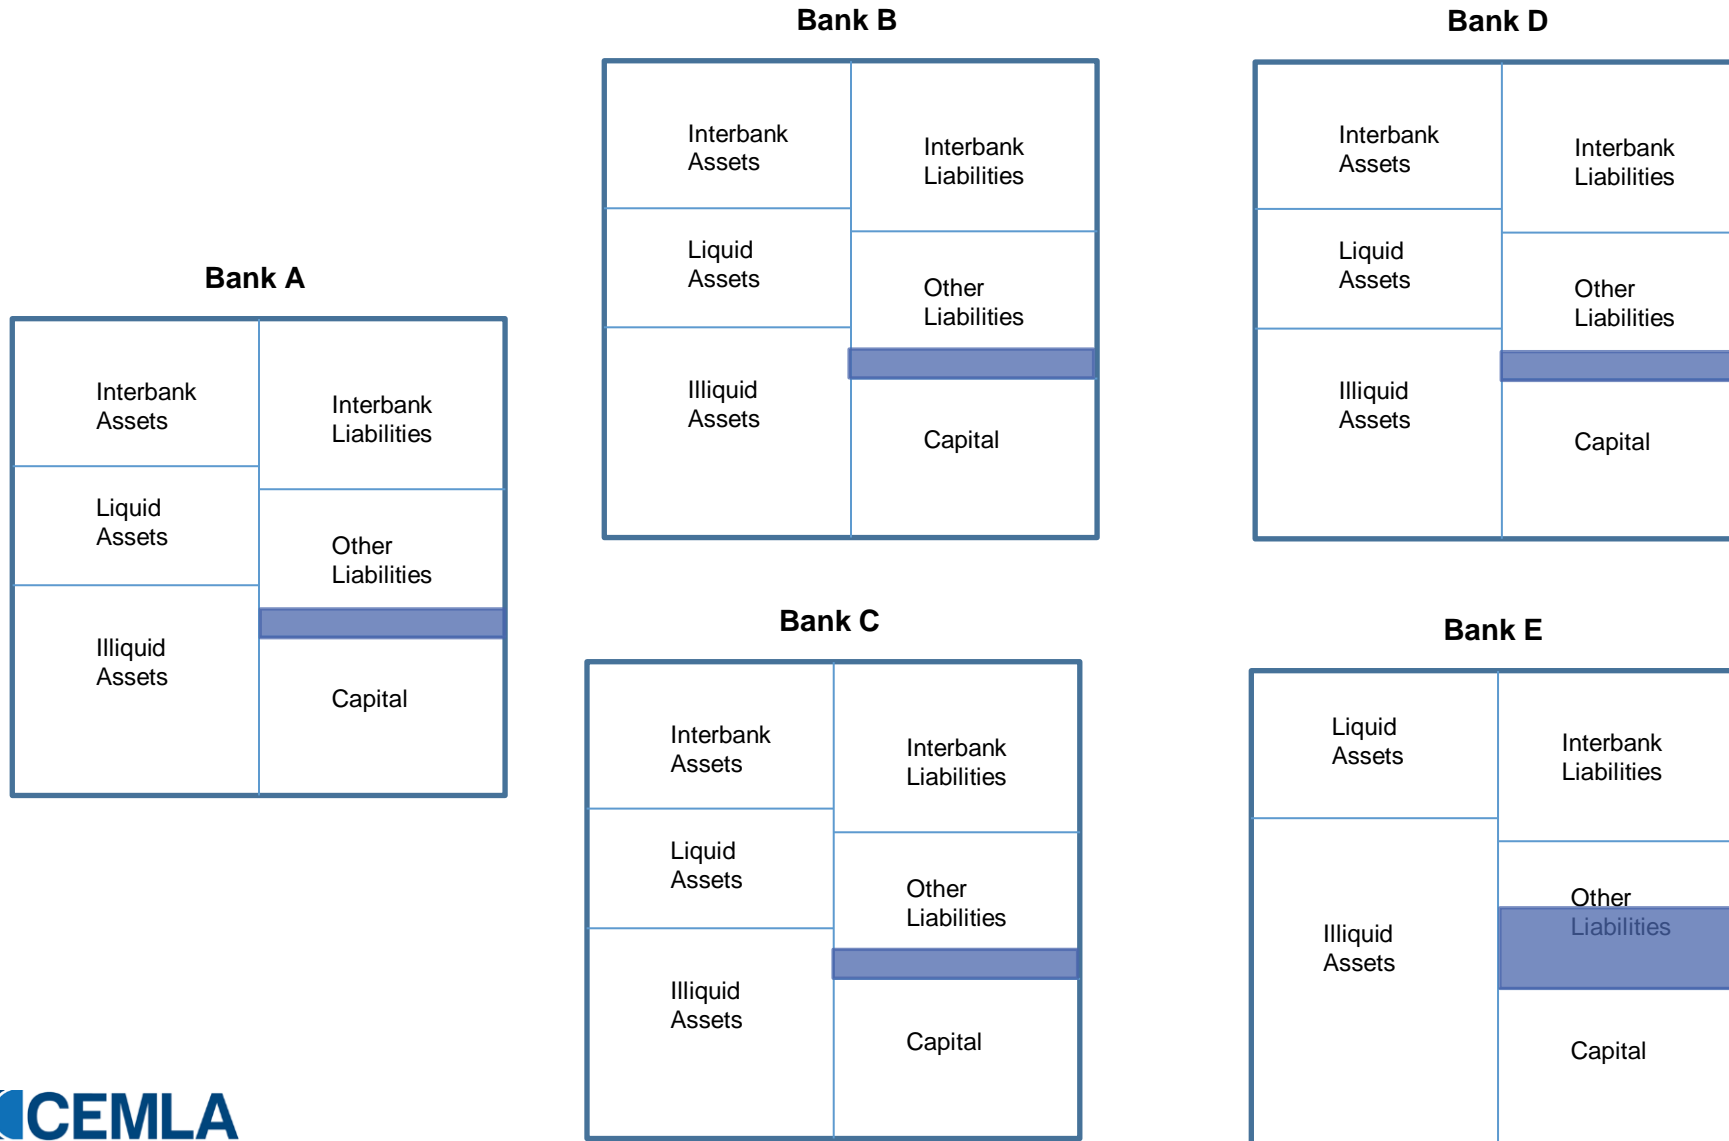 Bank B
Interbank
Assets
Interbank
Liabilities
Liquid
Assets
Other
Liabilities
Illiquid
Assets
Capital
Bank D
Interbank
Assets
Interbank
Liabilities
Liquid
Assets
Other
Liabilities
Illiquid
Assets
Capital
Bank A
Interbank
Assets
Interbank
Liabilities
Liquid
Assets
Other
Liabilities
Illiquid
Assets
Capital
Bank C
Interbank
Assets
Interbank
Liabilities
Liquid
Assets
Other
Liabilities
Illiquid
Assets
Capital
Bank E
Liquid
Assets
Interbank
Liabilities
Other
Liabilities
Illiquid
Assets
Capital
CEMLA